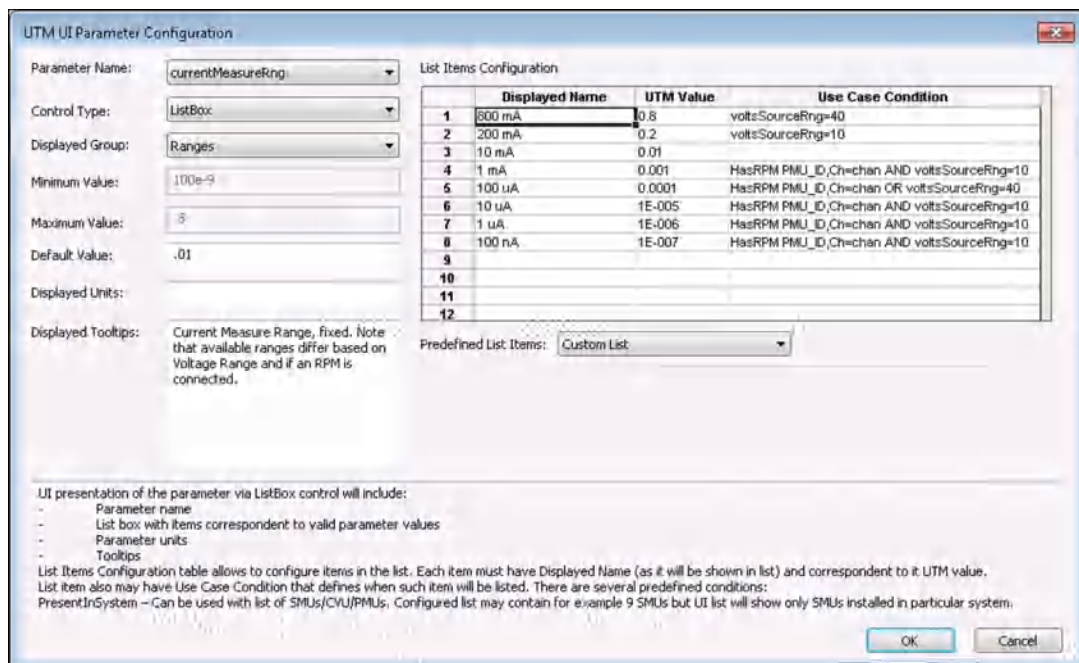 UTM UI Parameter Configuration
Parameter Name: currentMeasureRng
Control Type: ListBox
Displayed Group: Ranges
Minimum Value: 100e-9
Maximum Value: .8
Default Value: .01
Displayed Units:
Displayed Tooltips: Current Measure Range, fixed. Note
that available ranges differ based on
Voltage Range and if an RPM is
connected.
List Items Configuration
Displayed Name UTM Value Use Case Condition
1 800 mA 0.8 voltsSourceRng=40
2 200 mA 0.2 voltsSourceRng=10
3 10 mA 0.01
4 1 mA 0.001 HasRPM PMU_ID,Ch=chan AND voltsSourceRng=10
5 100 uA 0.0001 HasRPM PMU_ID,Ch=chan OR voltsSourceRng=40
6 10 uA 1E-005 HasRPM PMU_ID,Ch=chan AND voltsSourceRng=10
7 1 uA 1E-006 HasRPM PMU_ID,Ch=chan AND voltsSourceRng=10
8 100 nA 1E-007 HasRPM PMU_ID,Ch=chan AND voltsSourceRng=10
9
10
11
12
Predefined List Items: Custom List
UI presentation of the parameter via ListBox control will include:
- Parameter name
- List box with items correspondent to valid parameter values
- Parameter units
- Tooltips
List Items Configuration table allows to configure items in the list. Each item must have Displayed Name (as it will be shown in list) and correspondent to it UTM value.
List item also may have Use Case Condition that defines when such item will be listed. There are several predefined conditions:
PresentInSystem – Can be used with list of SMUs/CVU/PMUs. Configured list may contain for example 9 SMUs but UI list will show only SMUs installed in particular system.
OK Cancel